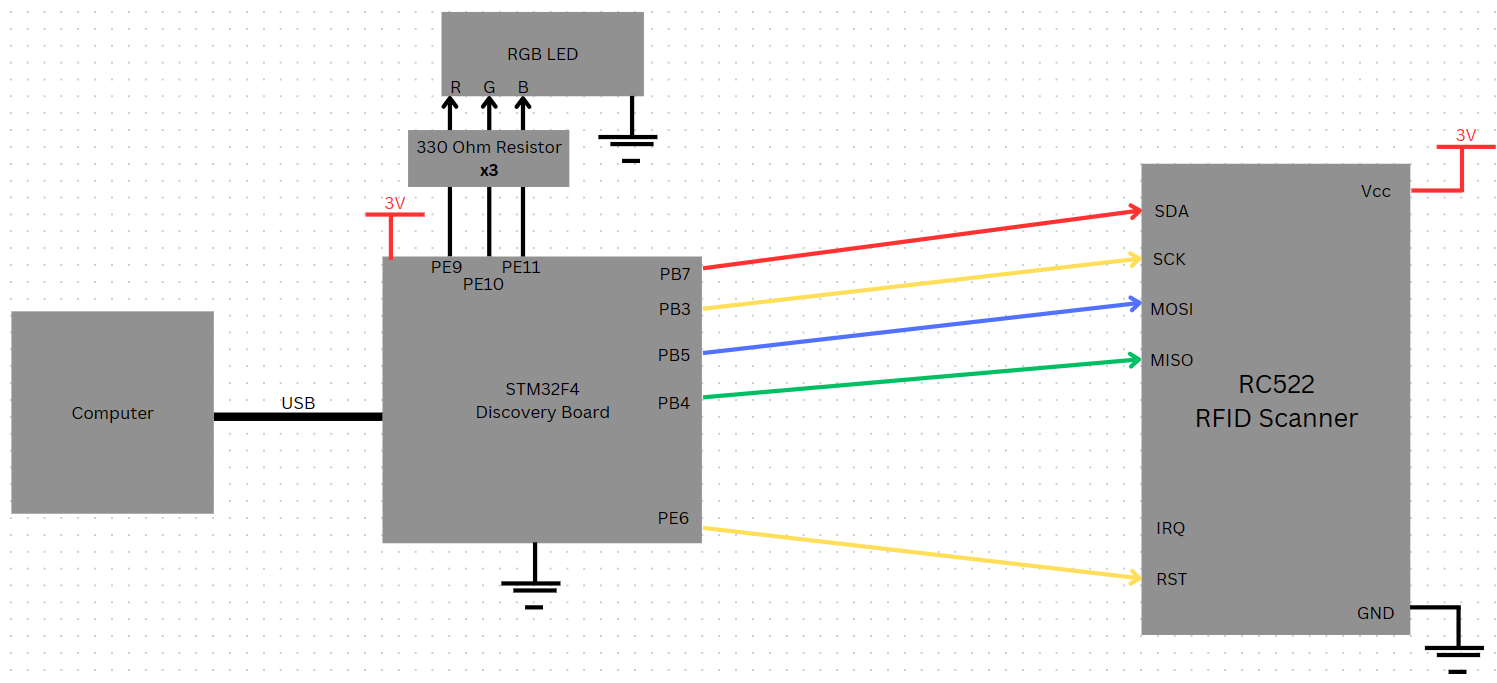 RGB LED
R G B
330 Ohm Resistor
x3
3V
3V
PE9
PE11
PE10
PB7
PB3
PB5
PB4
PE6
STM32F4
Discovery Board
Computer
USB
Vcc
SDA
SCK
MOSI
MISO
RC522
RFID Scanner
IRQ
RST
GND